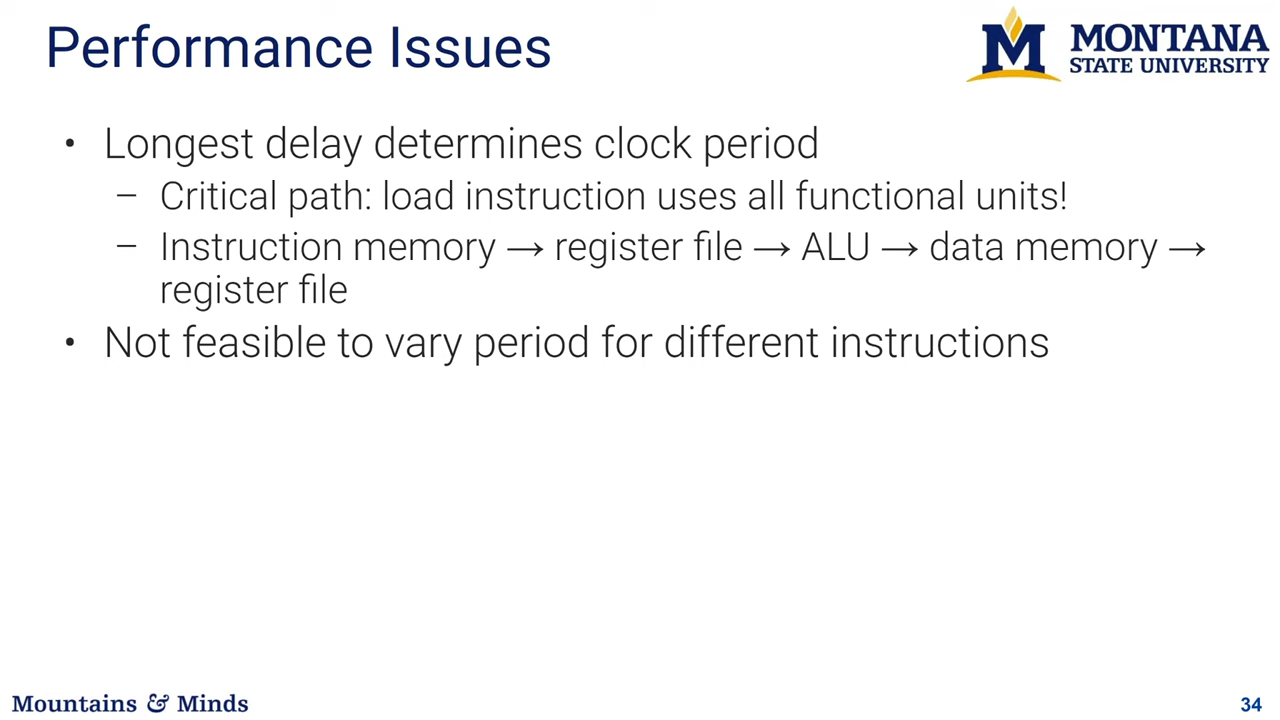 Performance Issues
MONTANA
STATE UNIVERSITY
M
• Longest delay determines clock period
– Critical path: load instruction uses all functional units!
– Instruction memory → register file → ALU → data memory →
register file
• Not feasible to vary period for different instructions
Mountains & Minds
34